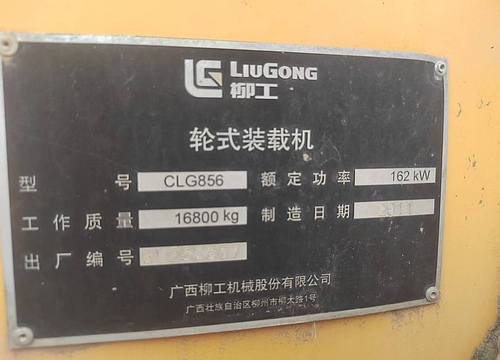 LIUGONG
柳工
轮式装载机
型号 CLG856 额定功率 162 kW
工作质量 16800 kg 制造日期 2011
出厂编号
广西柳工机械股份有限公司
广西壮族自治区柳州市柳太路1号